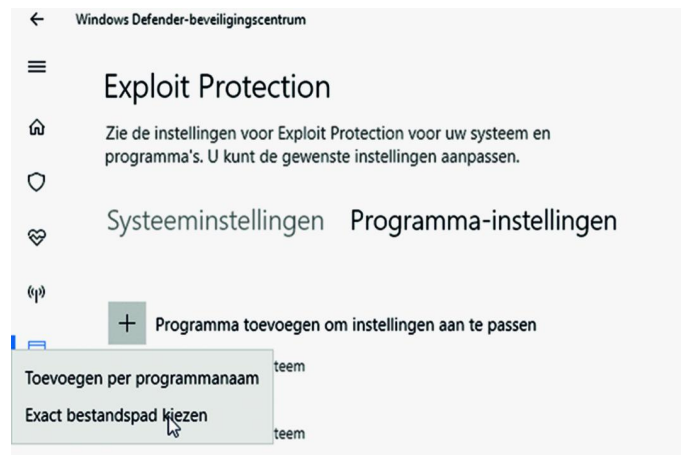 Windows Defender-beveiligingscentrum
Exploit Protection
Zie de instellingen voor Exploit Protection voor uw systeem en
programma's. U kunt de gewenste instellingen aanpassen.
Systeeminstellingen Programma-instellingen
Programma toevoegen om instellingen aan te passen
teem
Toevoegen per programmanaam
Exact bestandspad kiezen
teem